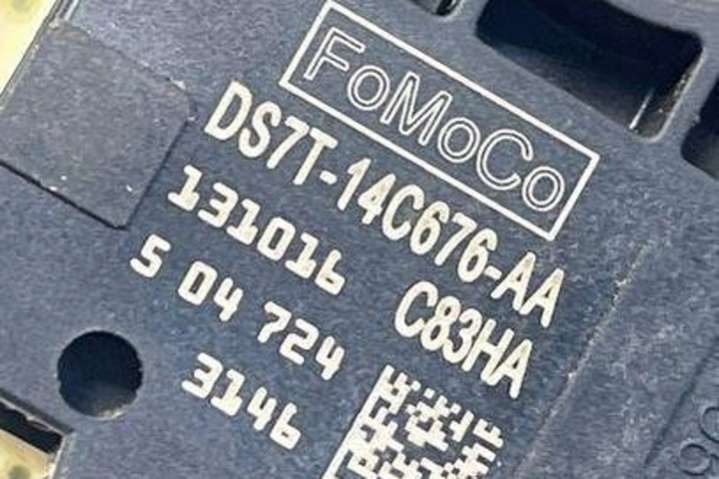 FoMoCo
DS7T-14C676-AA
131016 C83HA
5 04 724
3146